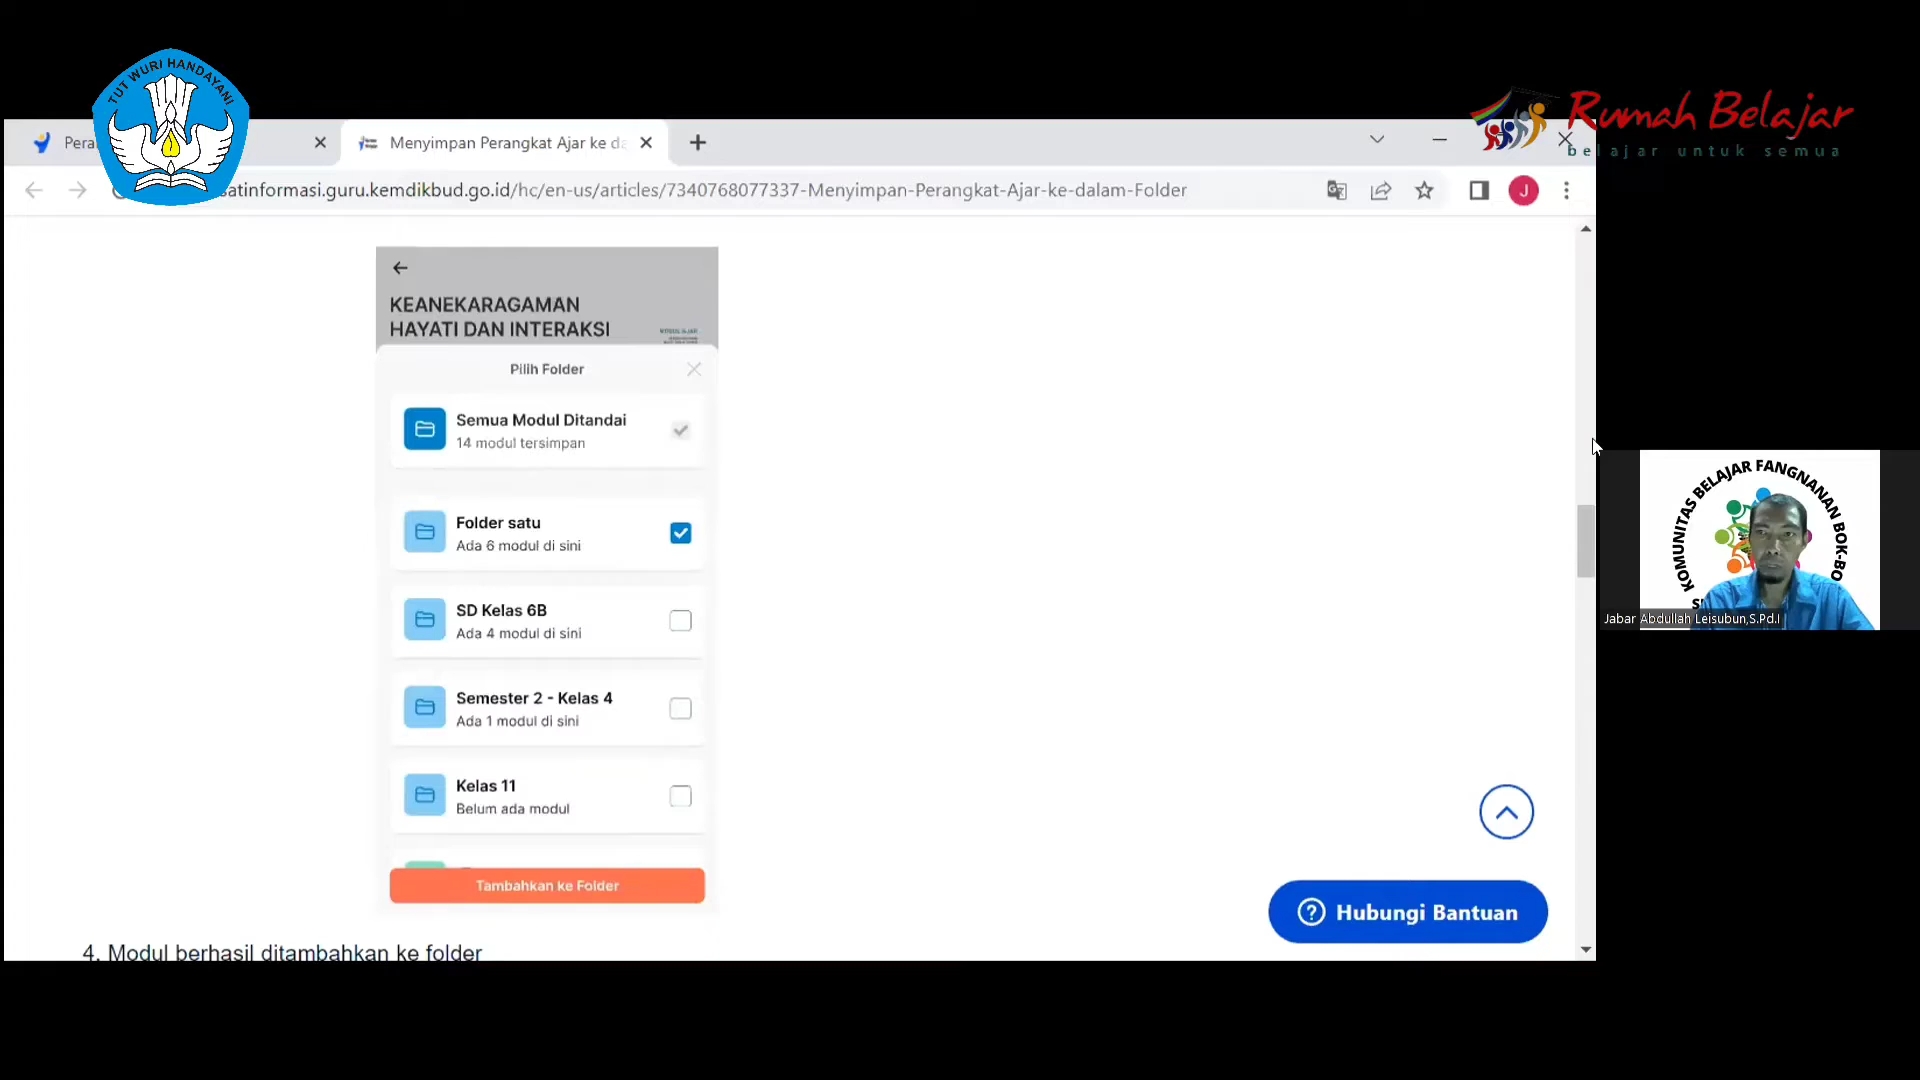 TUT WURI HANDAYANI
Rumah Belajar
belajar untuk semua
Pera
Menyimpan Perangkat Ajar ke da
satinformasi.guru.kemdikbud.go.id/hc/en-us/articles/7340768077337-Menyimpan-Perangkat-Ajar-ke-dalam-Folder
J
KEANEKARAGAMAN
HAYATI DAN INTERAKSI
Pilih Folder
Semua Modul Ditandai
14 modul tersimpan
Folder satu
Ada 6 modul di sini
SD Kelas 6B
Ada 4 modul di sini
Semester 2 - Kelas 4
Ada 1 modul di sini
Kelas 11
Belum ada modul
Tambahkan ke Folder
4. Modul berhasil ditambahkan ke folder
Hubungi Bantuan
KOMUNITAS BELAJAR FANGNANAN BOK-BO
Jabar Abdullah Leisubun,S.Pd.I